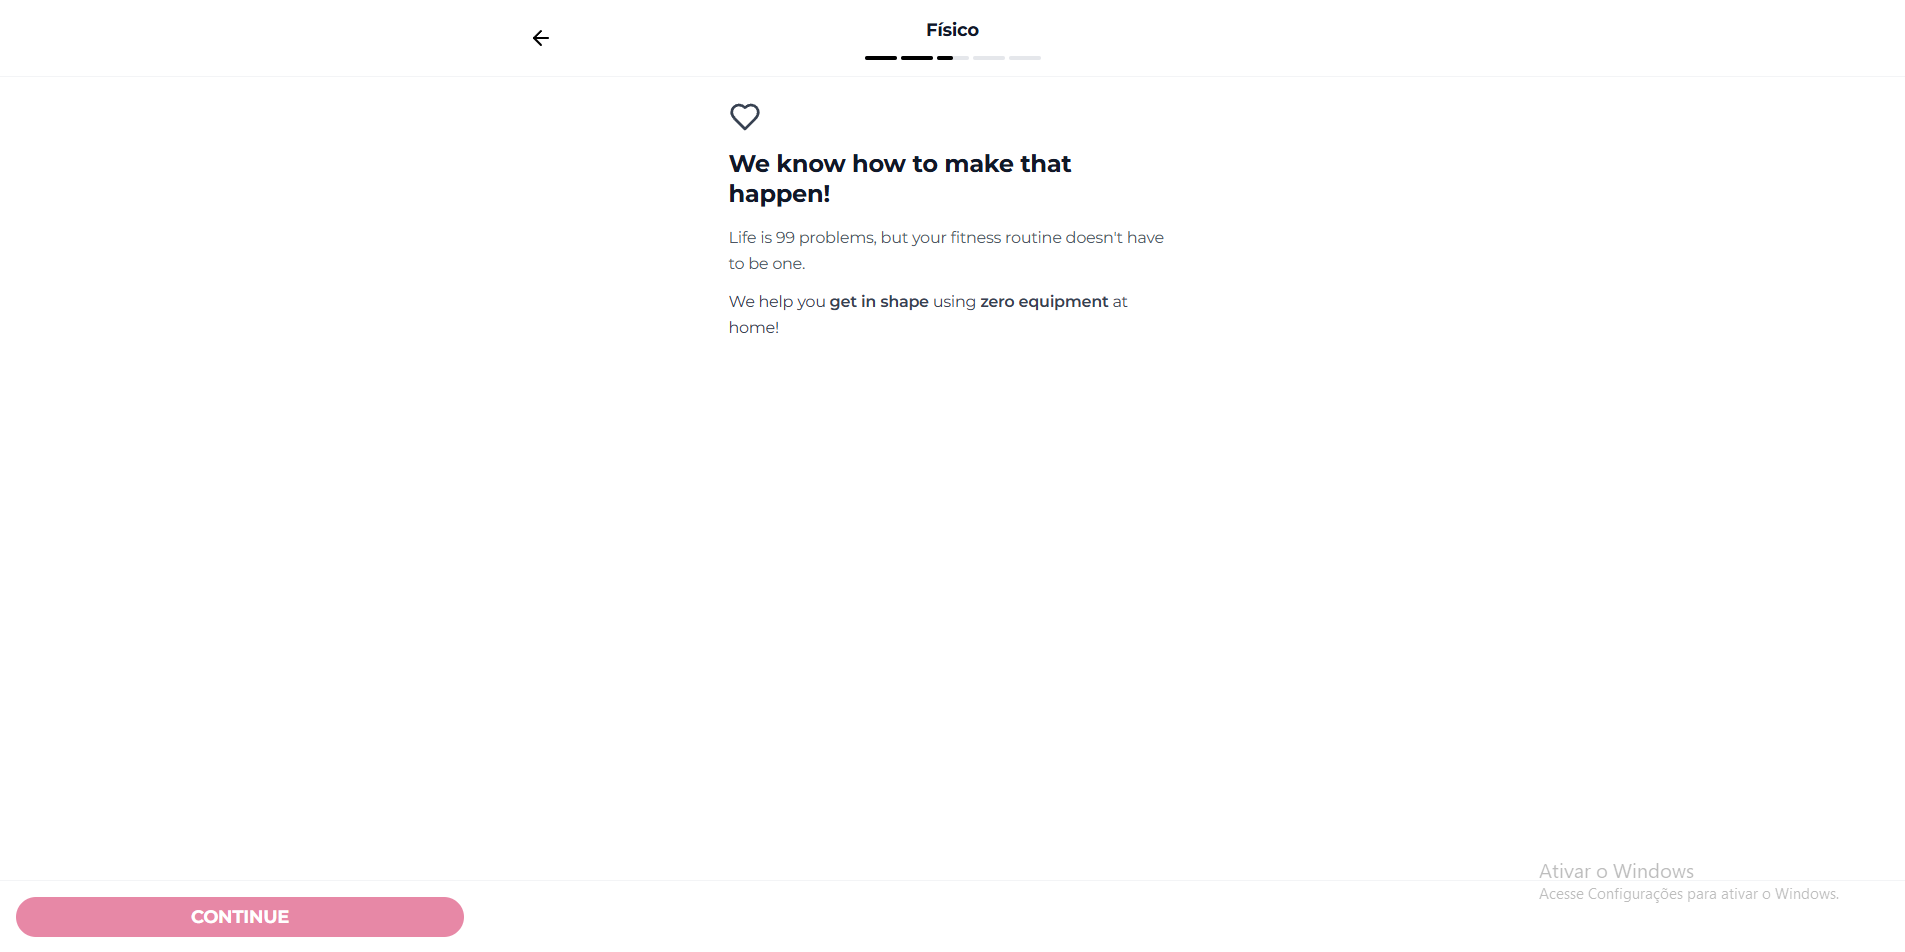 Físico
We know how to make that
happen!
Life is 99 problems, but your fitness routine doesn't have
to be one.
We help you get in shape using zero equipment at
home!
Ativar o Windows
Acesse Configurações para ativar o Windows.
CONTINUE